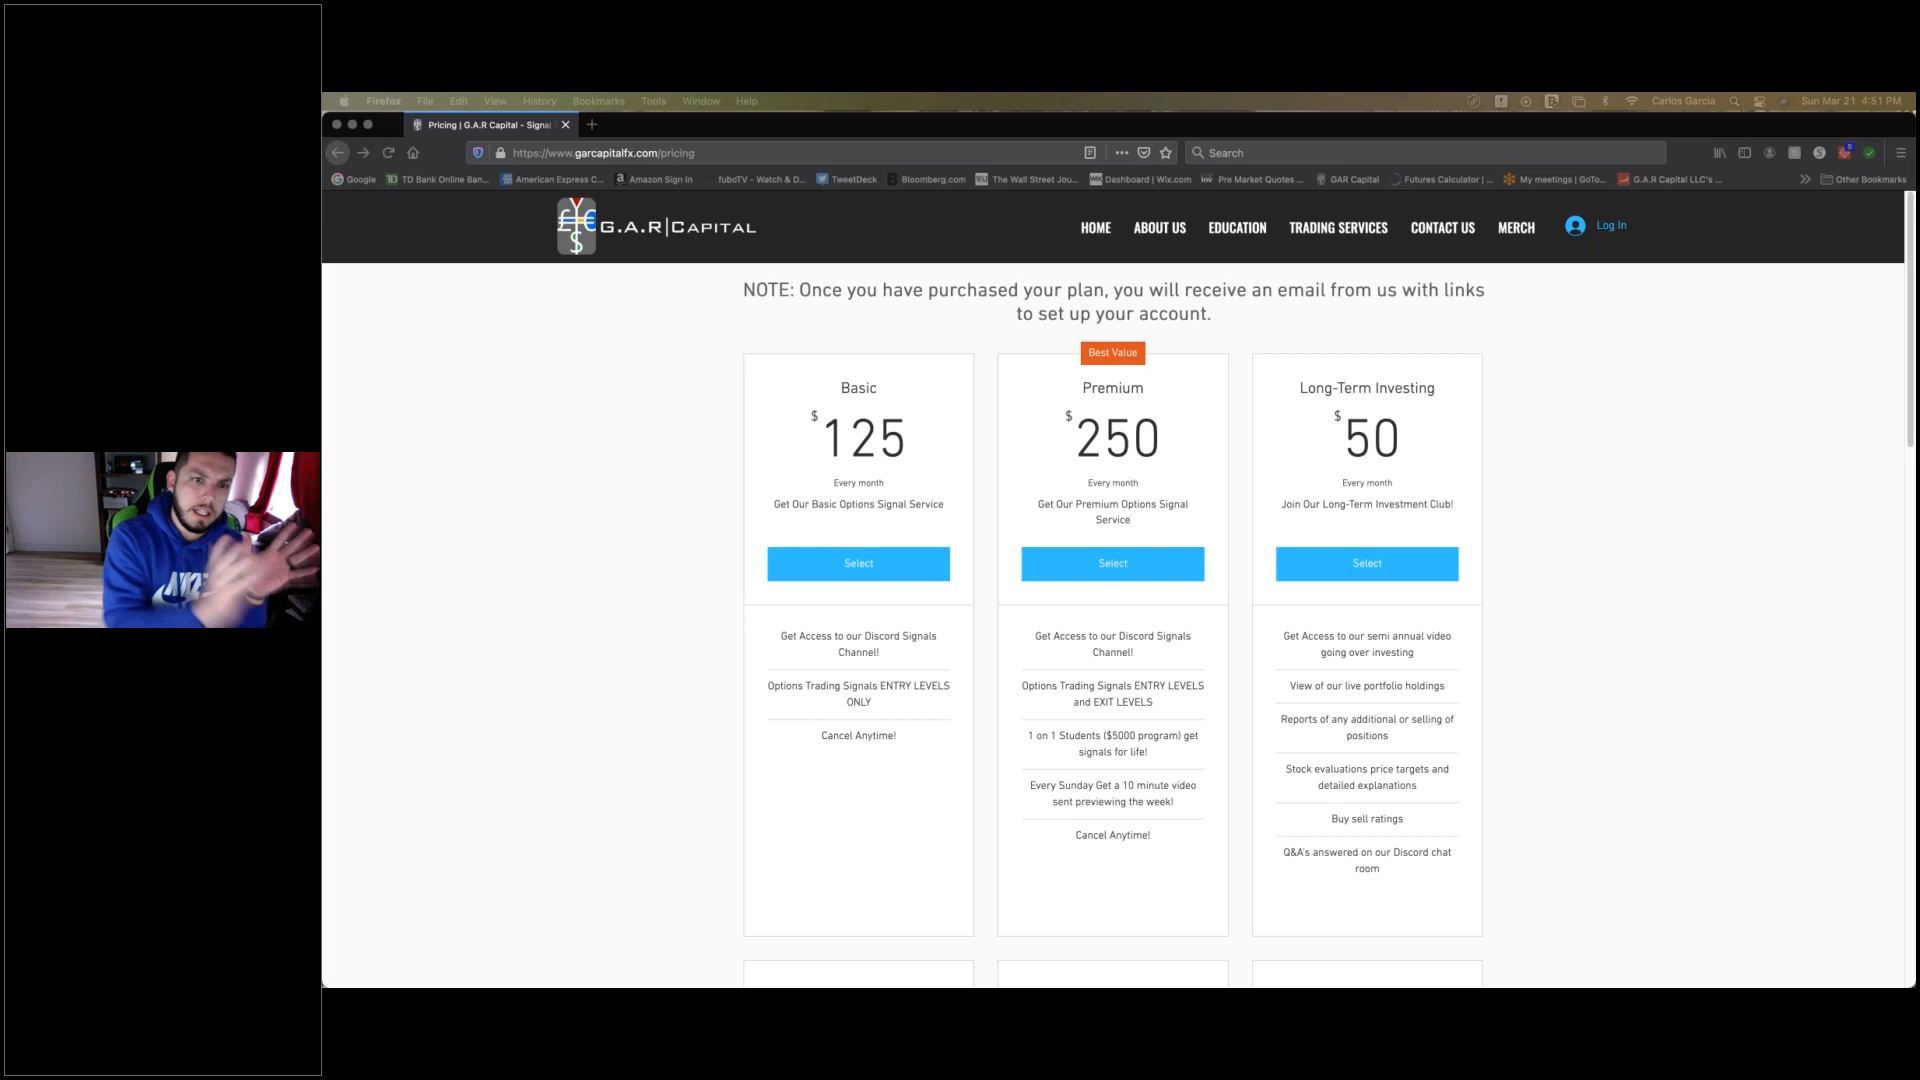 Firefox File Edit View History Bookmarks Tools Window Help
Carlos Garcia Sun Mar 21 4:51 PM
Pricing | G.A.R Capital - Signal
https://www.garcapitalfx.com/pricing
Search
Google TD Bank Online Ban... American Express C... Amazon Sign In fuboTV - Watch & D... TweetDeck Bloomberg.com The Wall Street Jou... Dashboard | Wix.com Pre Market Quotes ... GAR Capital Futures Calculator | ... My meetings | GoTo... G.A.R Capital LLC's ... Other Bookmarks
G.A.R|CAPITAL
HOME ABOUT US EDUCATION TRADING SERVICES CONTACT US MERCH Log In
NOTE: Once you have purchased your plan, you will receive an email from us with links
to set up your account.
Basic
$125
Every month
Get Our Basic Options Signal Service
Select
Get Access to our Discord Signals
Channel!
Options Trading Signals ENTRY LEVELS
ONLY
Cancel Anytime!
Best Value
Premium
$250
Every month
Get Our Premium Options Signal
Service
Select
Get Access to our Discord Signals
Channel!
Options Trading Signals ENTRY LEVELS
and EXIT LEVELS
1 on 1 Students ($5000 program) get
signals for life!
Every Sunday Get a 10 minute video
sent previewing the week!
Cancel Anytime!
Long-Term Investing
$50
Every month
Join Our Long-Term Investment Club!
Select
Get Access to our semi annual video
going over investing
View of our live portfolio holdings
Reports of any additional or selling of
positions
Stock evaluations price targets and
detailed explanations
Buy sell ratings
Q&A's answered on our Discord chat
room